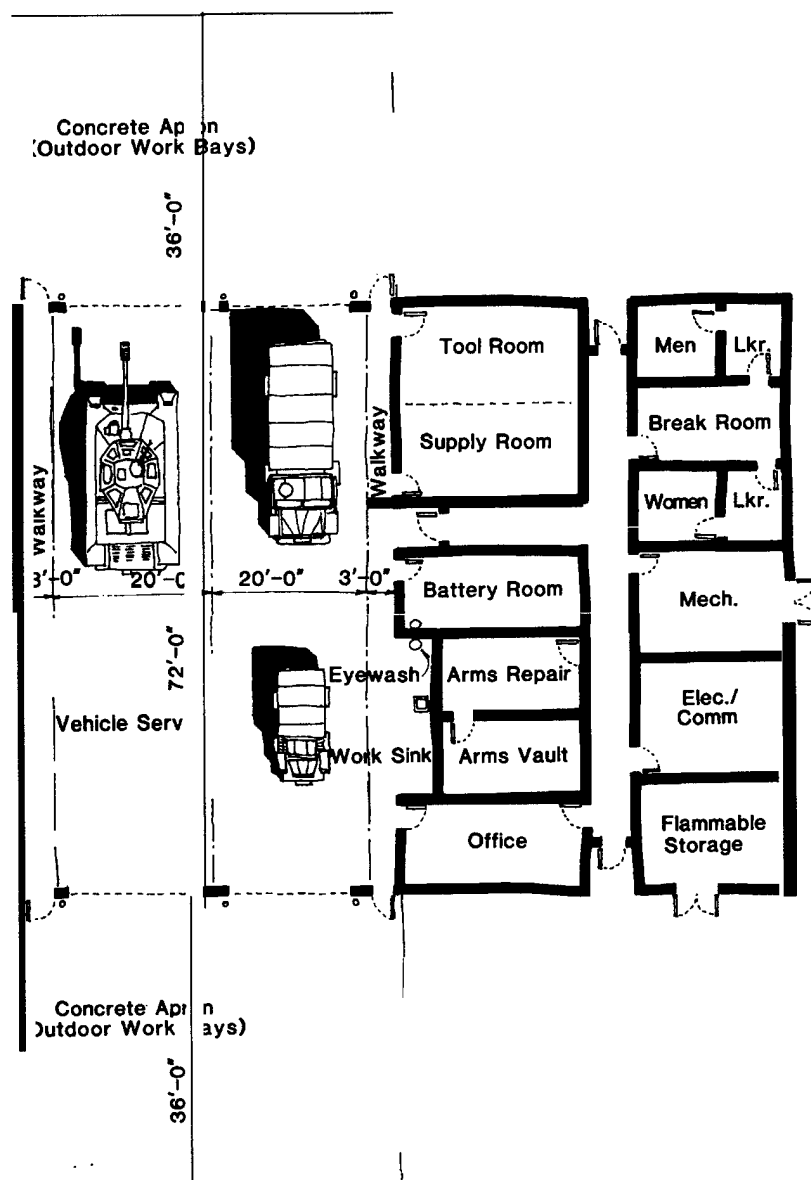 Concrete Ap on
(Outdoor Work Bays)
36'-0"
Tool Room
Men
Lkr.
Walkway
Supply Room
Break Room
Walkway
Women
Lkr.
3'-0"
20'-0
20'-0"
3'-0"
Battery Room
Mech.
72'-0"
Eyewash
Arms Repair
Elec./
Comm
Vehicle Serv
Work Sink
Arms Vault
Office
Flammable
Storage
Concrete Apr n
Outdoor Work ays)
36'-0"